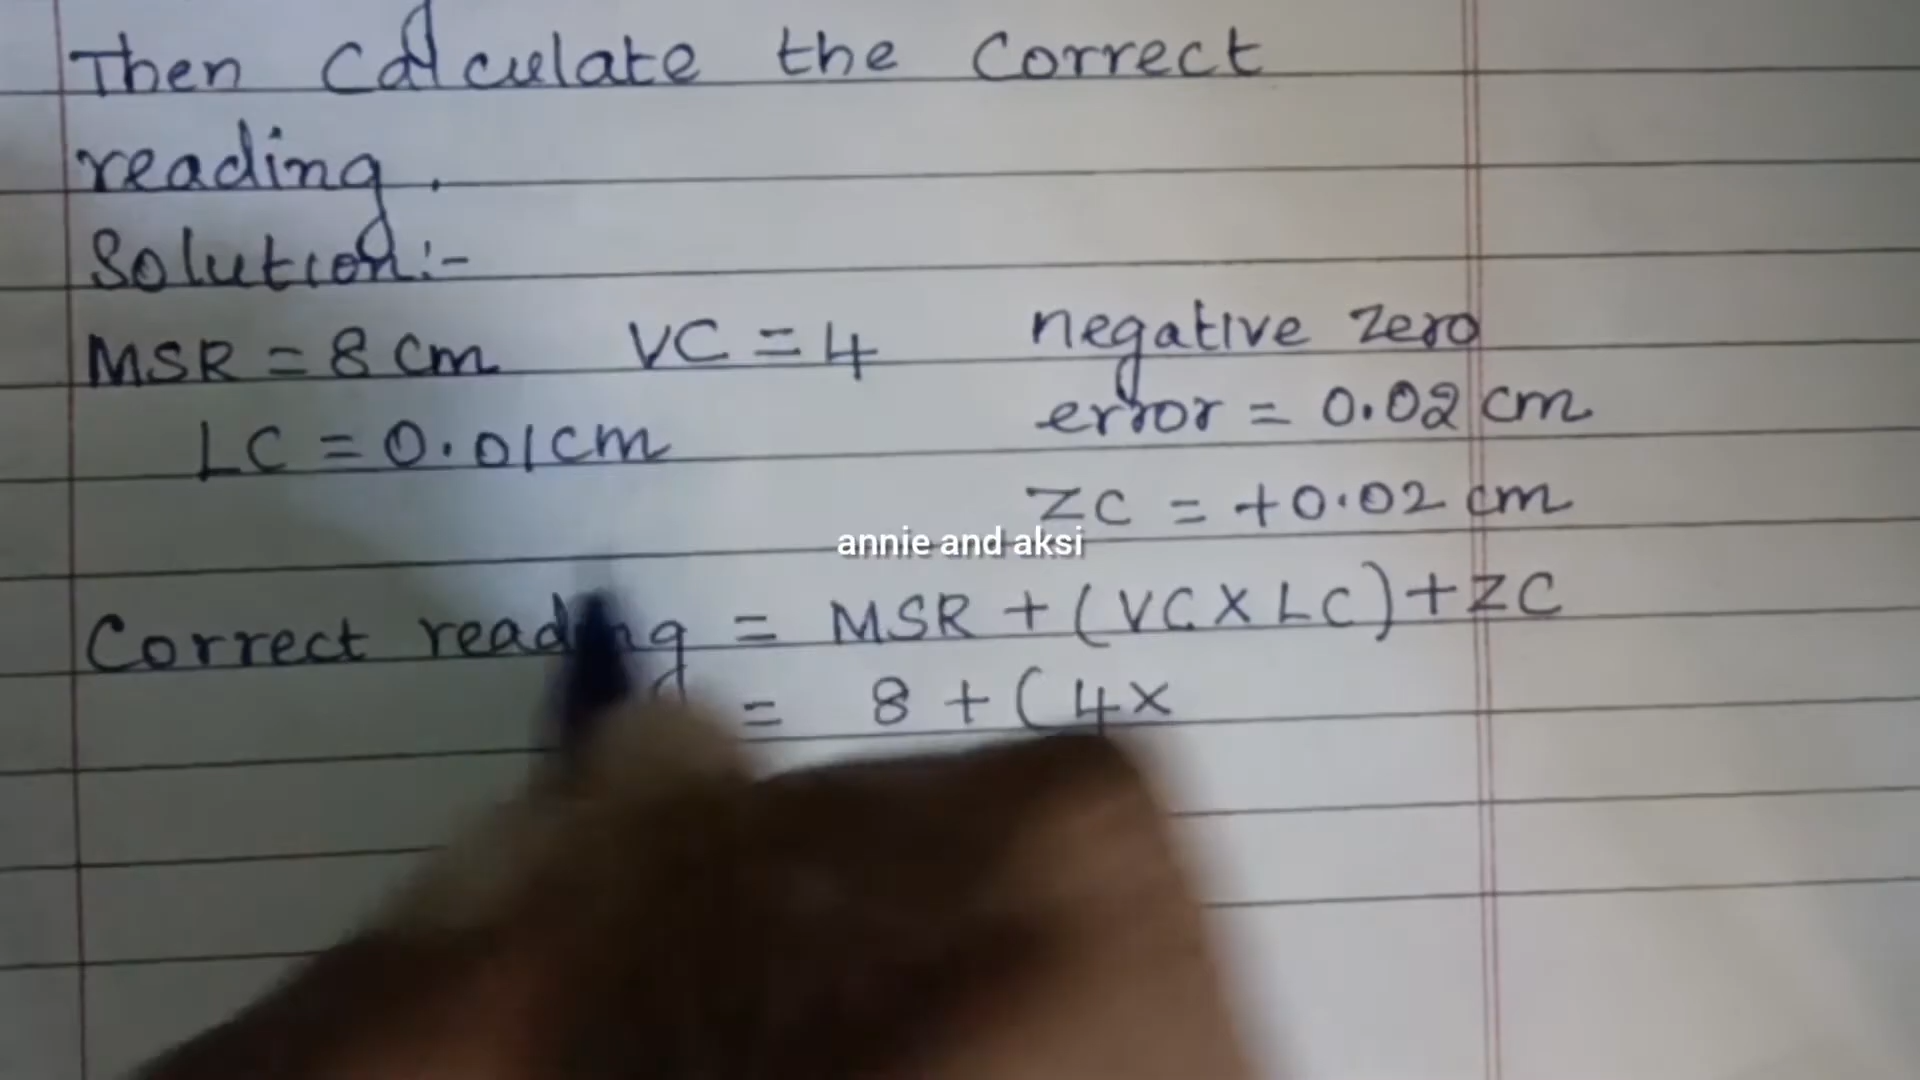 Then Calculate the Correct
reading.
Solution:-
MSR = 8 cm VC = 4 negative zero
LC = 0.01cm error = 0.02 cm
ZC = +0.02 cm
annie and aksi
Correct reading = MSR + (VC X LC) + ZC
= 8 + (4x